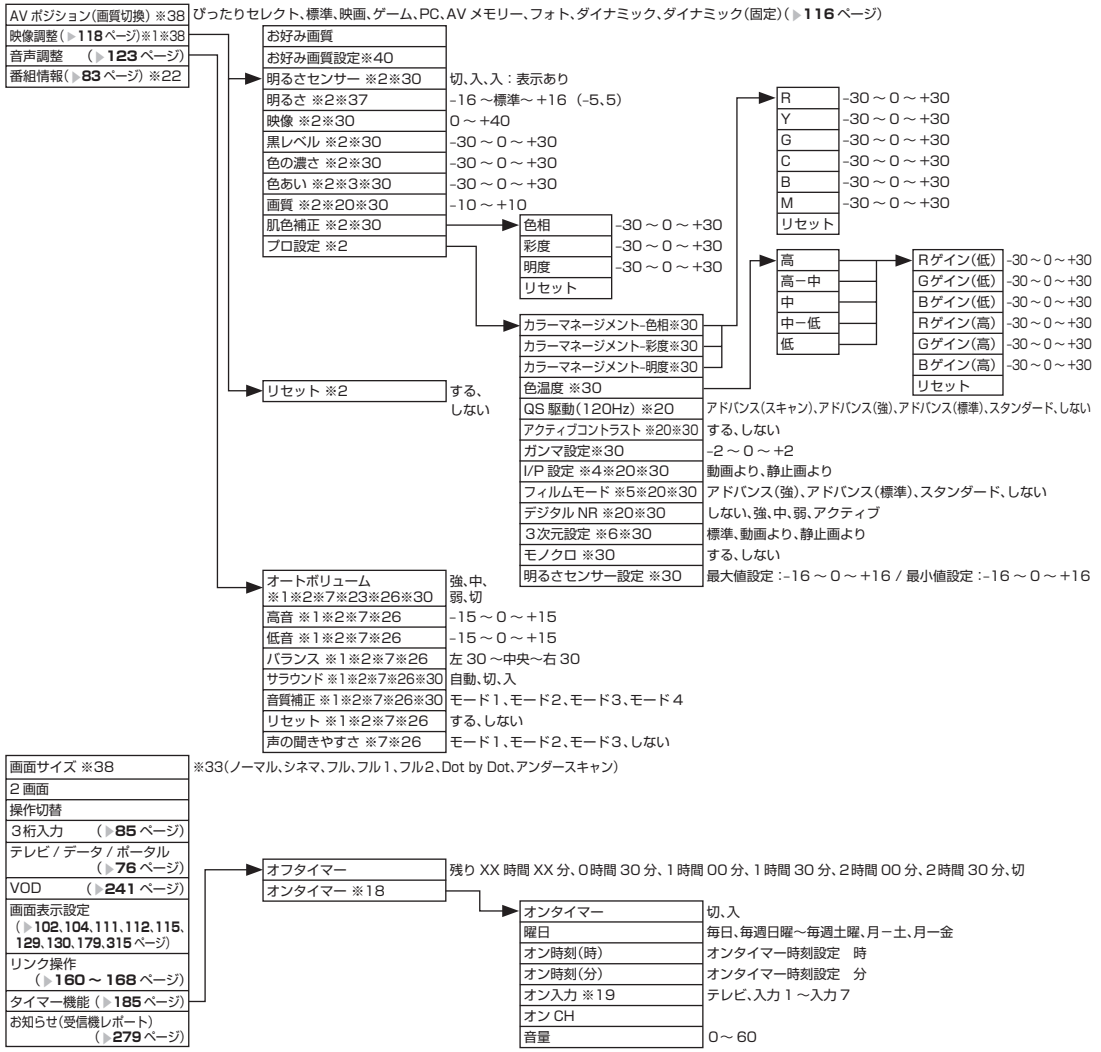 AV ポジション(画質切換) ※38 ぴったりセレクト、標準、映画、ゲーム、PC、AV メモリー、フォト、ダイナミック、ダイナミック(固定)(▶116 ページ)
映像調整(▶118 ページ)※1※38
音声調整 (▶123 ページ)
番組情報(▶83 ページ) ※22
お好み画質
お好み画質設定※40
明るさセンサー ※2※30 切、入、入：表示あり
明るさ ※2※37 –16 ～標準～ +16 (–5、5)
映像 ※2※30 0 ～ +40
黒レベル ※2※30 –30 ～ 0 ～ +30
色の濃さ ※2※30 –30 ～ 0 ～ +30
色あい ※2※3※30 –30 ～ 0 ～ +30
画質 ※2※20※30 –10 ～ +10
肌色補正 ※2※30
プロ設定 ※2
リセット ※2 する、
しない
色相 –30 ～ 0 ～ +30
彩度 –30 ～ 0 ～ +30
明度 –30 ～ 0 ～ +30
リセット
カラーマネージメント–色相※30
カラーマネージメント–彩度※30
カラーマネージメント–明度※30
色温度 ※30
QS 駆動(120Hz) ※20 アドバンス(スキャン)、アドバンス(強)、アドバンス(標準)、スタンダード、しない
アクティブコントラスト ※20※30 する、しない
ガンマ設定※30 –2 ～ 0 ～ +2
I/P 設定 ※4※20※30 動画より、静止画より
フィルムモード ※5※20※30 アドバンス(強)、アドバンス(標準)、スタンダード、しない
デジタル NR ※20※30 しない、強、中、弱、アクティブ
3次元設定 ※6※30 標準、動画より、静止画より
モノクロ ※30 する、しない
明るさセンサー設定 ※30 最大値設定：–16 ～ 0 ～ +16 / 最小値設定：–16 ～ 0 ～ +16
R –30 ～ 0 ～ +30
Y –30 ～ 0 ～ +30
G –30 ～ 0 ～ +30
C –30 ～ 0 ～ +30
B –30 ～ 0 ～ +30
M –30 ～ 0 ～ +30
リセット
高
高－中
中
中－低
低
R ゲイン(低) –30 ～ 0 ～ +30
G ゲイン(低) –30 ～ 0 ～ +30
B ゲイン(低) –30 ～ 0 ～ +30
R ゲイン(高) –30 ～ 0 ～ +30
G ゲイン(高) –30 ～ 0 ～ +30
B ゲイン(高) –30 ～ 0 ～ +30
リセット
オートボリューム 強、中、
※1※2※7※23※26※30 弱、切
高音 ※1※2※7※26 –15 ～ 0 ～ +15
低音 ※1※2※7※26 –15 ～ 0 ～ +15
バランス ※1※2※7※26 左 30 ～中央～右 30
サラウンド ※1※2※7※26※30 自動、切、入
音質補正 ※1※2※7※26※30 モード1、モード2、モード3、モード4
リセット ※1※2※7※26 する、しない
声の聞きやすさ ※7※26 モード1、モード2、モード3、しない
画面サイズ ※38 ※33(ノーマル、シネマ、フル、フル1、フル2、Dot by Dot、アンダースキャン)
2 画面
操作切替
3桁入力 (▶85 ページ)
テレビ / データ / ポータル
(▶76 ページ)
VOD (▶241 ページ)
画面表示設定
(▶102、104、111、112、115、
129、130、179、315 ページ)
リンク操作
(▶160 ～ 168 ページ)
タイマー機能 (▶185 ページ)
お知らせ(受信機レポート)
(▶279 ページ)
オフタイマー 残り XX 時間 XX 分、0時間 30 分、1時間 00 分、1時間 30 分、2時間 00 分、2時間 30 分、切
オンタイマー ※18
オンタイマー 切、入
曜日 毎日、毎週日曜～毎週土曜、月－土、月－金
オン時刻(時) オンタイマー時刻設定　時
オン時刻(分) オンタイマー時刻設定　分
オン入力 ※19 テレビ、入力 1 ～入力 7
オン CH
音量 0 ～ 60